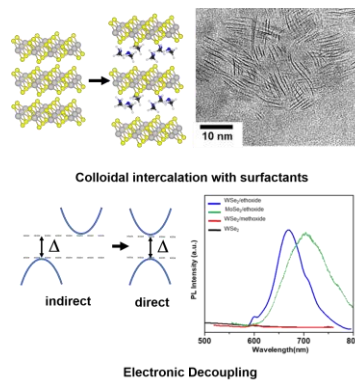 10 nm
Colloidal intercalation with surfactants
Δ
Δ
indirect
direct
PL Intensity (a.u.)
WSe₂/ethoxide
MoSe₂/ethoxide
WSe₂/methoxide
WSe₂
500
600
700
800
Wavelength(nm)
Electronic Decoupling